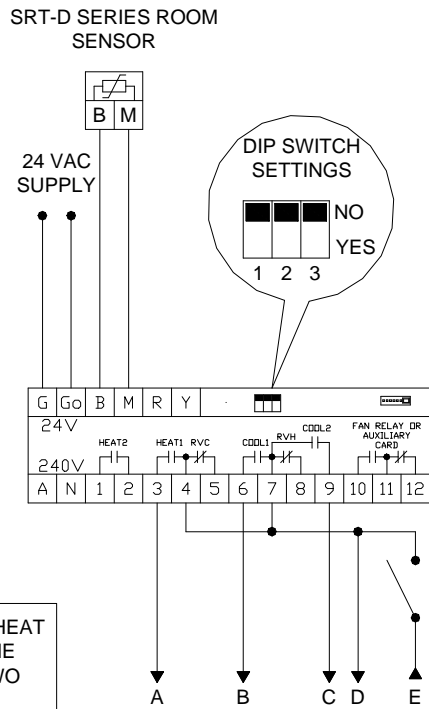 SRT-D SERIES ROOM
SENSOR
B M
24 VAC
SUPPLY
DIP SWITCH
SETTINGS
NO
YES
1 2 3
G Go B M R Y
24V
HEAT2 HEAT1 RVC COOL1 RVH COOL2 FAN RELAY OR
AUXILIARY
CARD
240V
A N 1 2 3 4 5 6 7 8 9 10 11 12
HEAT
A B C D E